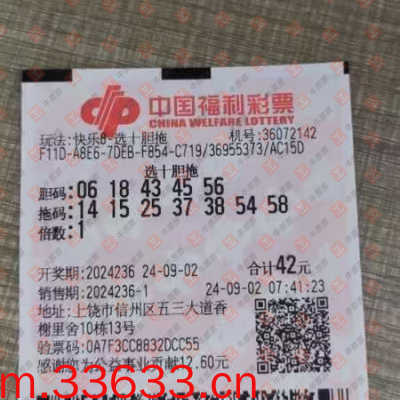 中国福利彩票
CHINA WELFARE LOTTERY
玩法:快乐8-选十胆拖 机号:36072142
F11D-A8E6-7DEB-F854-C719/36955373/AC15D
选十胆拖
胆码:06 18 43 45 56
拖码:14 15 25 37 38 54 58
倍数:1
开奖期:2024236 24-09-02 合计42元
销售期:2024236-1 24-09-02 07:41:23
地址:上饶市信州区五三大道香
榭里舍10栋13号
验票码:0A7F3CC8832DCC55
感谢您为公益事业贡献12.60元
m.33633.cn